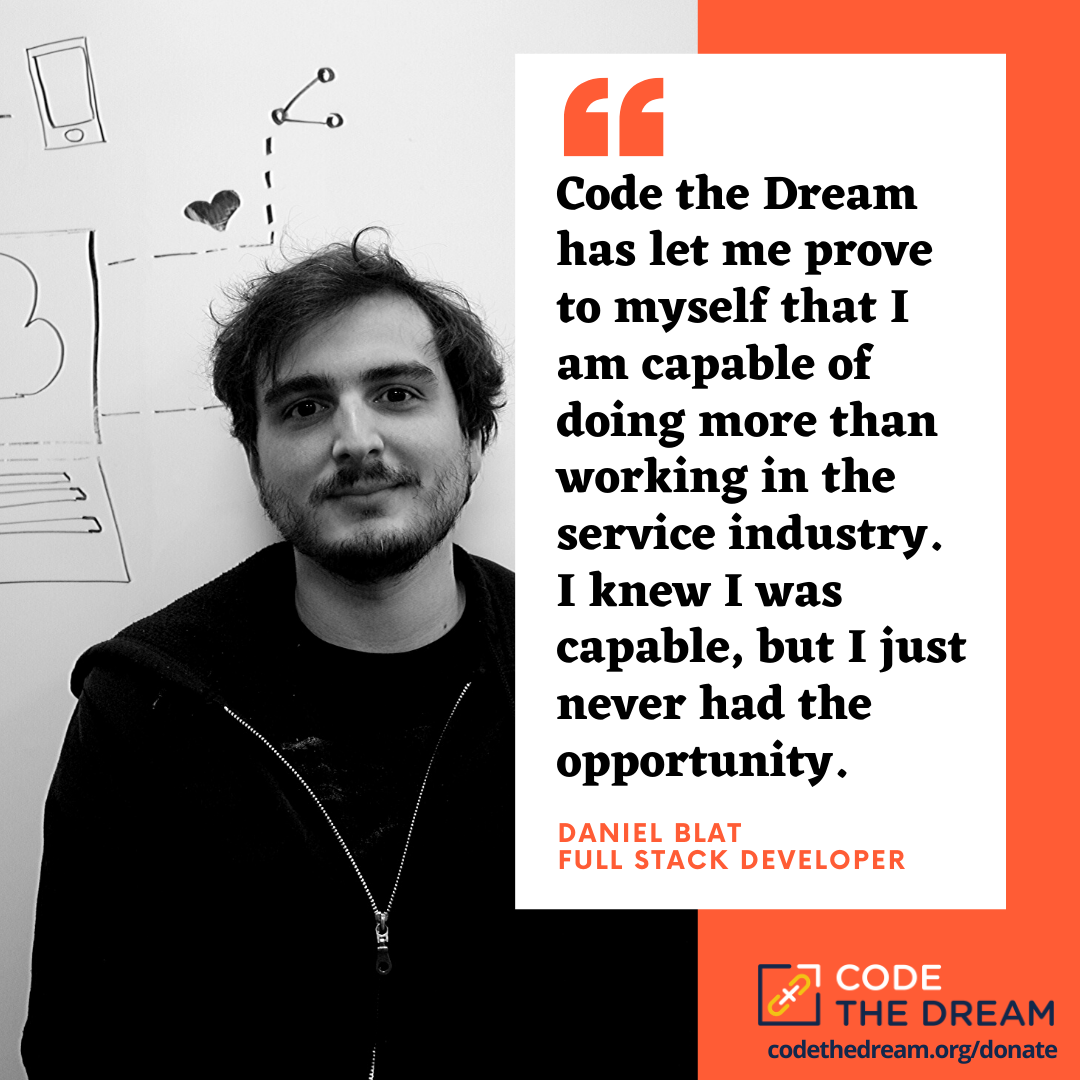 “
Code the Dream
has let me prove
to myself that I
am capable of
doing more than
working in the
service industry.
I knew I was
capable, but I just
never had the
opportunity.
DANIEL BLAT
FULL STACK DEVELOPER
CODE
THE DREAM
codethedream.org/donate